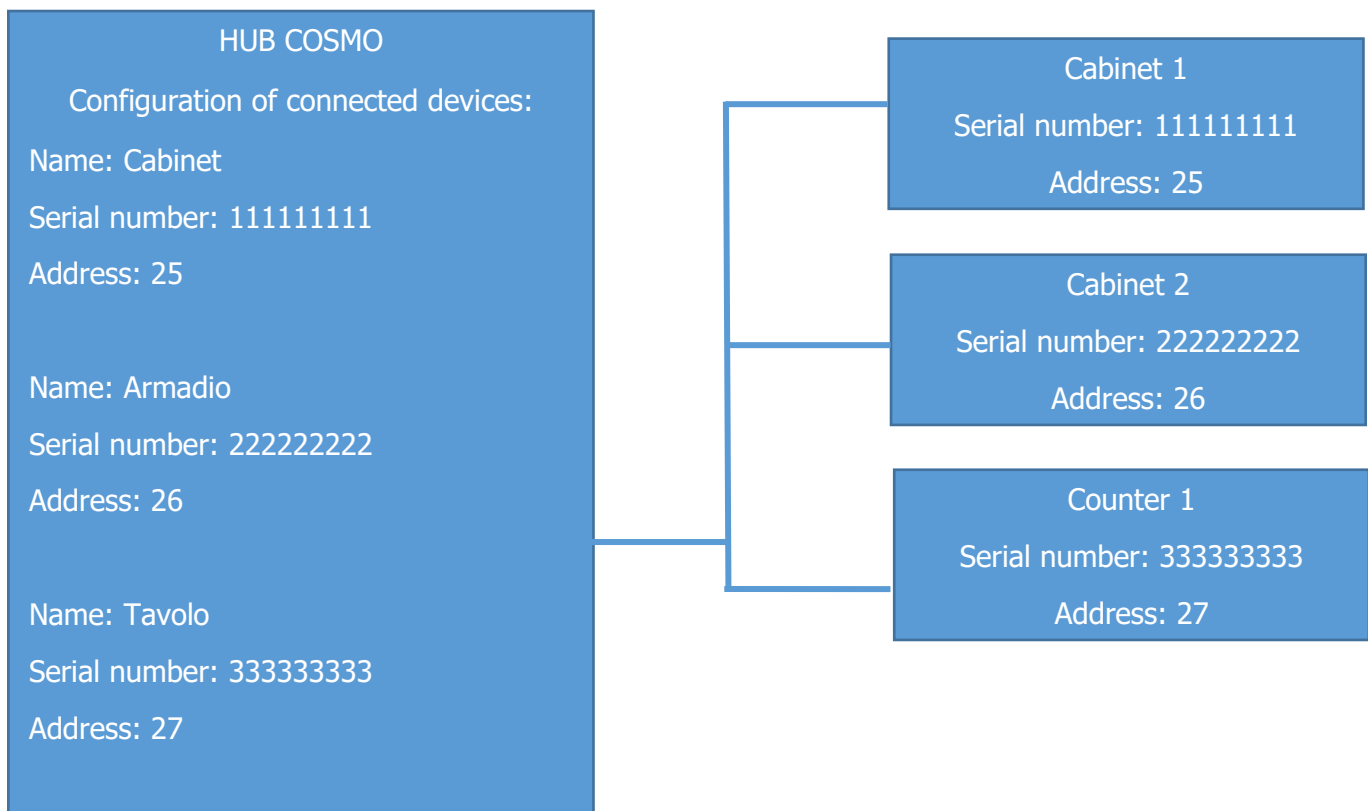 HUB COSMO
Configuration of connected devices:
Name: Cabinet
Serial number: 111111111
Address: 25
Name: Armadio
Serial number: 222222222
Address: 26
Name: Tavolo
Serial number: 333333333
Address: 27
Cabinet 1
Serial number: 111111111
Address: 25
Cabinet 2
Serial number: 222222222
Address: 26
Counter 1
Serial number: 333333333
Address: 27